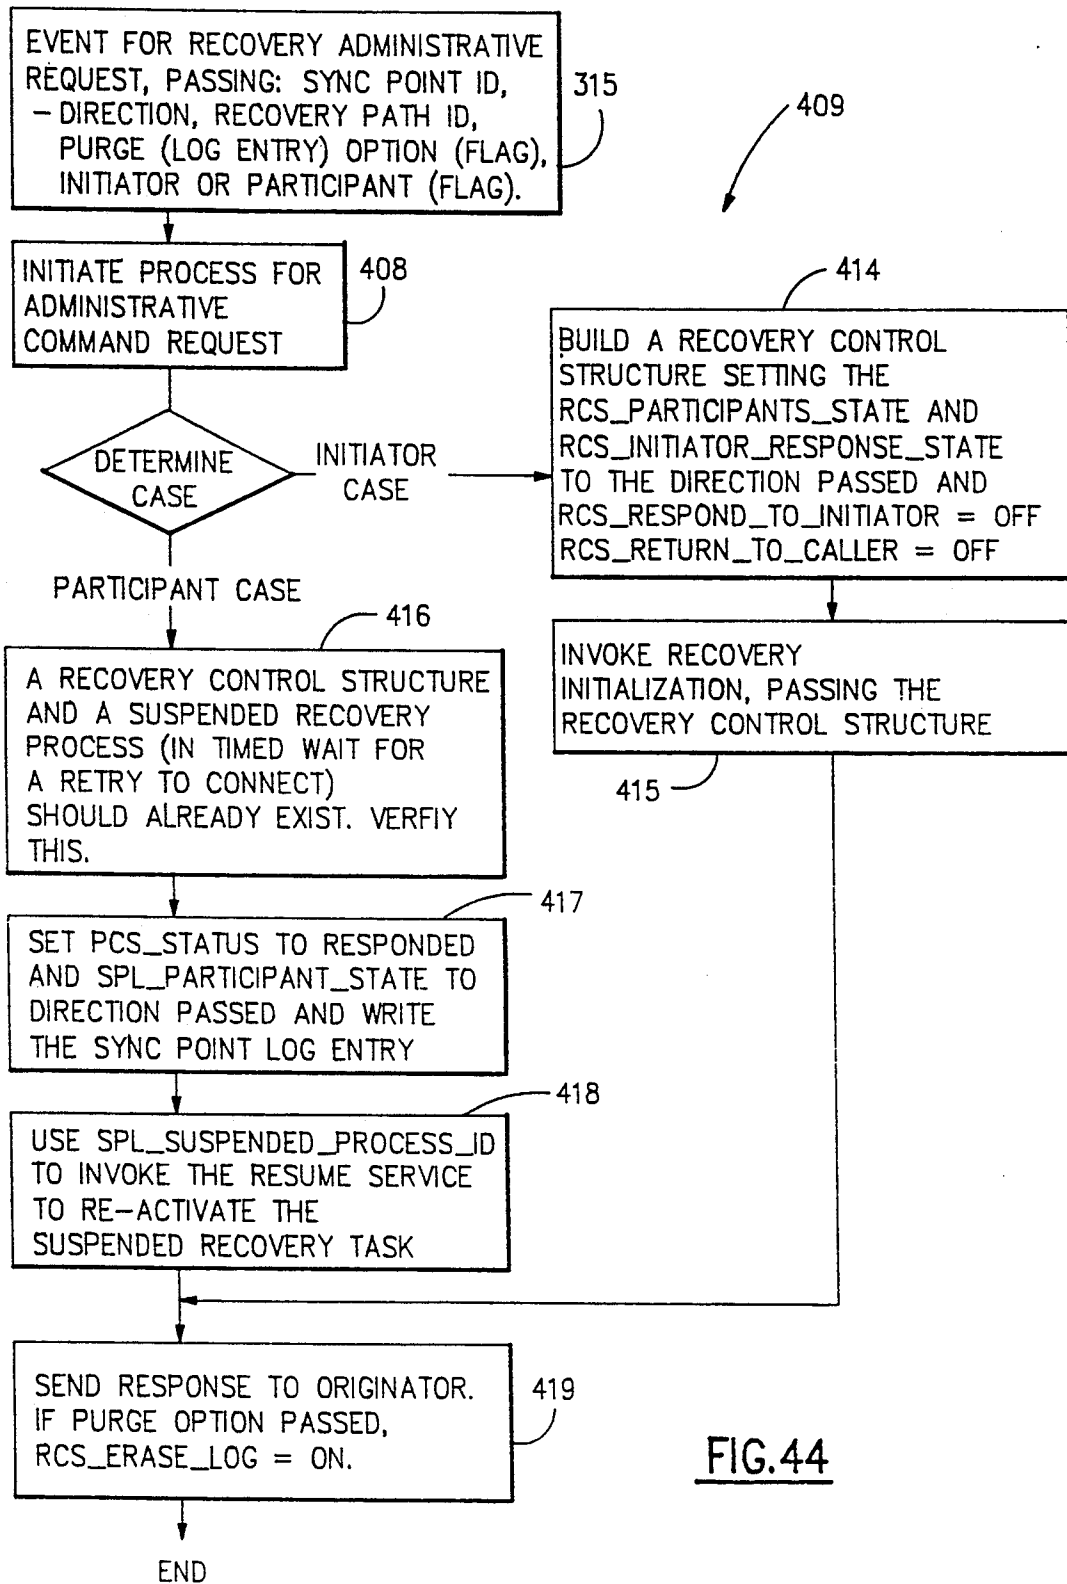 EVENT FOR RECOVERY ADMINISTRATIVE
REQUEST, PASSING: SYNC POINT ID,
– DIRECTION, RECOVERY PATH ID,
PURGE (LOG ENTRY) OPTION (FLAG),
INITIATOR OR PARTICIPANT (FLAG).
315
409
INITIATE PROCESS FOR
ADMINISTRATIVE
COMMAND REQUEST
408
DETERMINE
CASE
INITIATOR
CASE
414
BUILD A RECOVERY CONTROL
STRUCTURE SETTING THE
RCS_PARTICIPANTS_STATE AND
RCS_INITIATOR_RESPONSE_STATE
TO THE DIRECTION PASSED AND
RCS_RESPOND_TO_INITIATOR = OFF
RCS_RETURN_TO_CALLER = OFF
PARTICIPANT CASE
416
A RECOVERY CONTROL STRUCTURE
AND A SUSPENDED RECOVERY
PROCESS (IN TIMED WAIT FOR
A RETRY TO CONNECT)
SHOULD ALREADY EXIST. VERFIY
THIS.
INVOKE RECOVERY
INITIALIZATION, PASSING THE
RECOVERY CONTROL STRUCTURE
415
417
SET PCS_STATUS TO RESPONDED
AND SPL_PARTICIPANT_STATE TO
DIRECTION PASSED AND WRITE
THE SYNC POINT LOG ENTRY
418
USE SPL_SUSPENDED_PROCESS_ID
TO INVOKE THE RESUME SERVICE
TO RE–ACTIVATE THE
SUSPENDED RECOVERY TASK
SEND RESPONSE TO ORIGINATOR.
IF PURGE OPTION PASSED,
RCS_ERASE_LOG = ON.
419
FIG.44
END